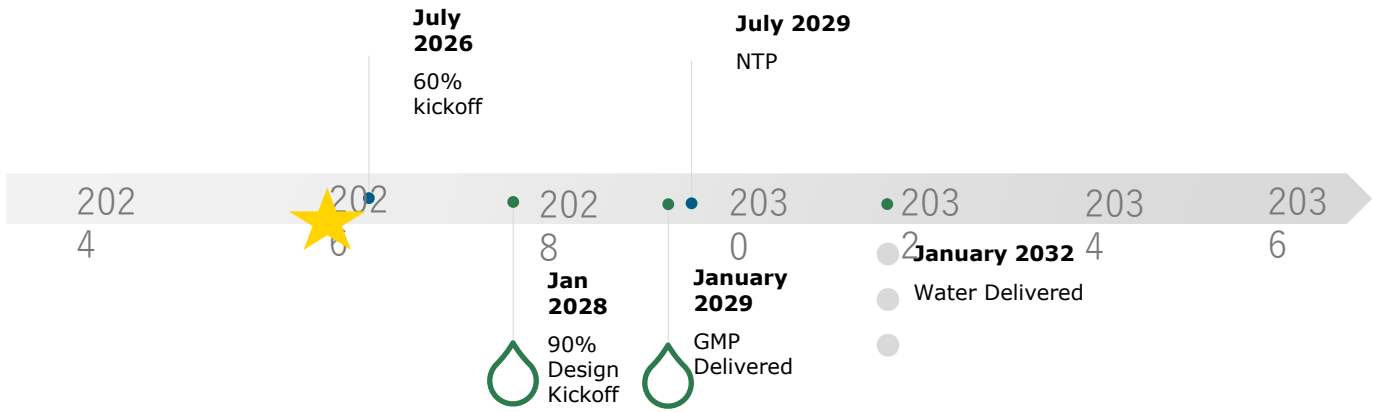 July
2026
60%
kickoff
July 2029
NTP
202
4
202
6
202
8
203
0
203
2
203
4
203
6
Jan
2028
90%
Design
Kickoff
January
2029
GMP
Delivered
January 2032
Water Delivered